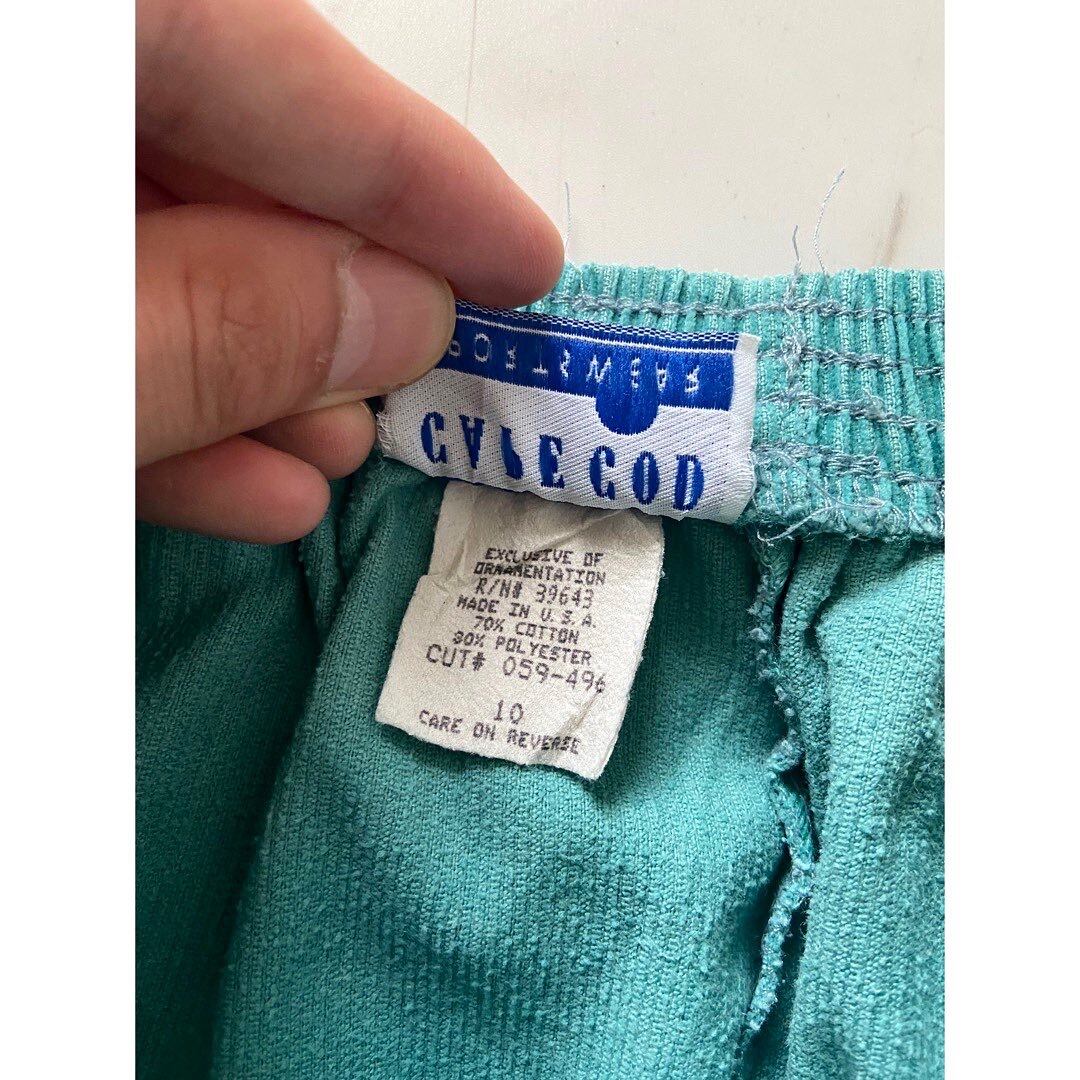 CAPE COD
SPORTSWEAR
EXCLUSIVE OF
ORNAMENTATION
R/N# 39643
MADE IN U.S.A.
70% COTTON
30% POLYESTER
CUT# 059-496
10
CARE ON REVERSE